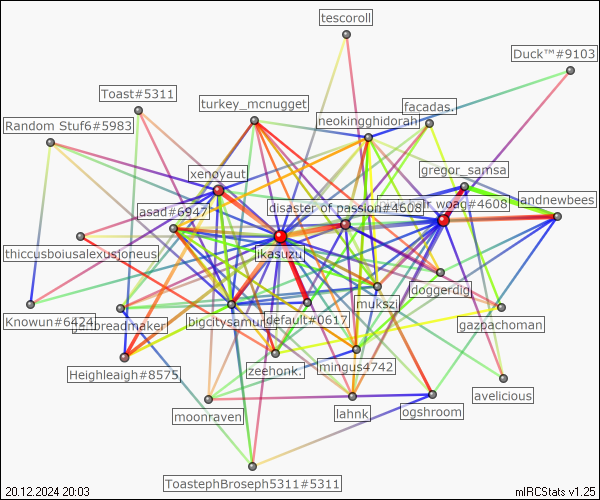 tescoroll
Duck™#9103
Toast#5311
turkey_mcnugget
facadas.
neokingghidorah
Random Stuf6#5983
gregor_samsa
xenoyaut
landnewbees
disaster of passion#4608
woag#4608
asad#6947
thiccusboiusalexusjoneus
ikasuzu
doggerdig
mukszi
Knowun#6424
breadmaker
bigcitysamurai
default#0617
gazpachoman
zeehonk.
mingus4742
Heighleaigh#8575
avelicious
moonraven
lahnk
ogshroom
ToastephBroseph5311#5311
20.12.2024 20:03
mIRCStats v1.25